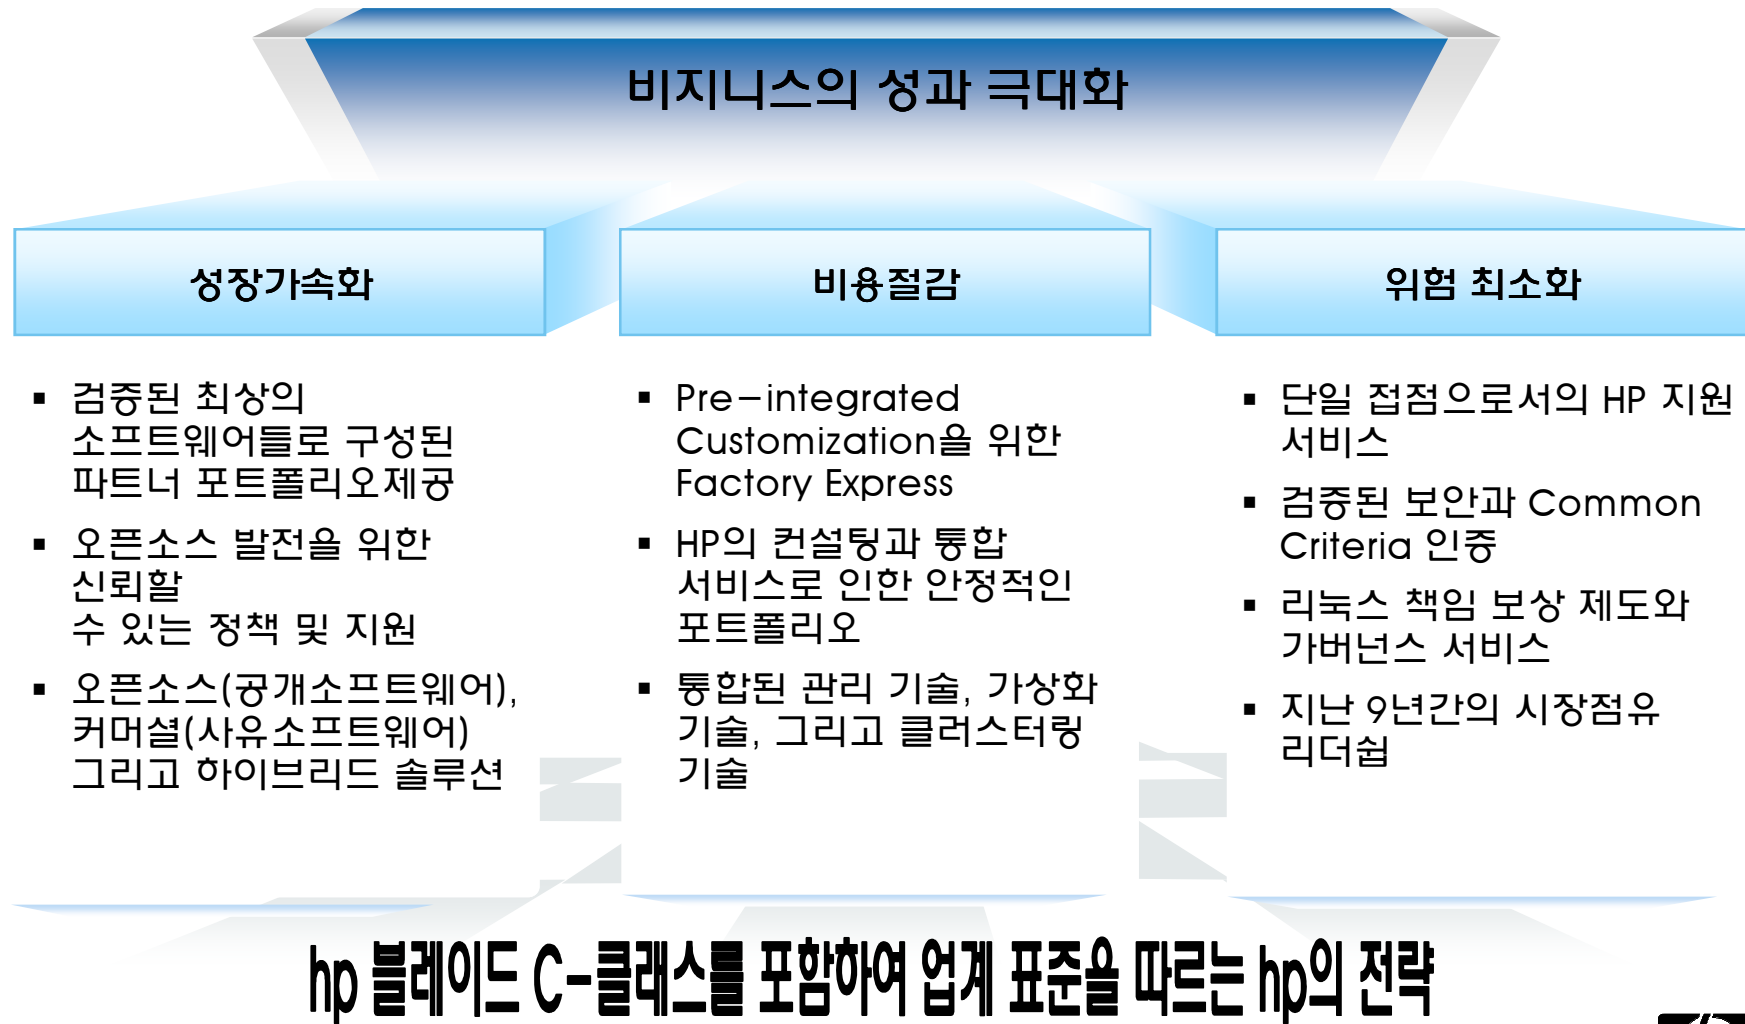 비지니스의 성과 극대화
성장가속화
▪ 검증된 최상의
소프트웨어들로 구성된
파트너 포트폴리오제공
▪ 오픈소스 발전을 위한
신뢰할
수 있는 정책 및 지원
▪ 오픈소스(공개소프트웨어),
커머셜(사유소프트웨어)
그리고 하이브리드 솔루션
비용절감
▪ Pre-integrated
Customization을 위한
Factory Express
▪ HP의 컨설팅과 통합
서비스로 인한 안정적인
포트폴리오
▪ 통합된 관리 기술, 가상화
기술, 그리고 클러스터링
기술
위험 최소화
▪ 단일 접점으로서의 HP 지원
서비스
▪ 검증된 보안과 Common
Criteria 인증
▪ 리눅스 책임 보상 제도와
가버넌스 서비스
▪ 지난 9년간의 시장점유
리더쉽
hp 블레이드 C-클래스를 포함하여 업계 표준을 따르는 hp의 전략